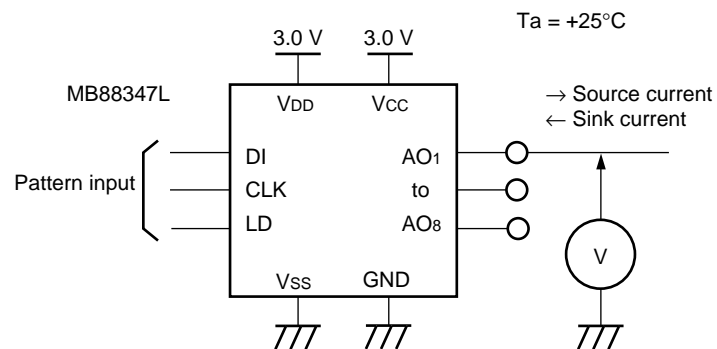 Ta = +25°C
3.0 V 3.0 V
MB88347L
VDD VCC
→ Source current
← Sink current
DI AO1
Pattern input CLK to
LD AO8
V
VSS GND